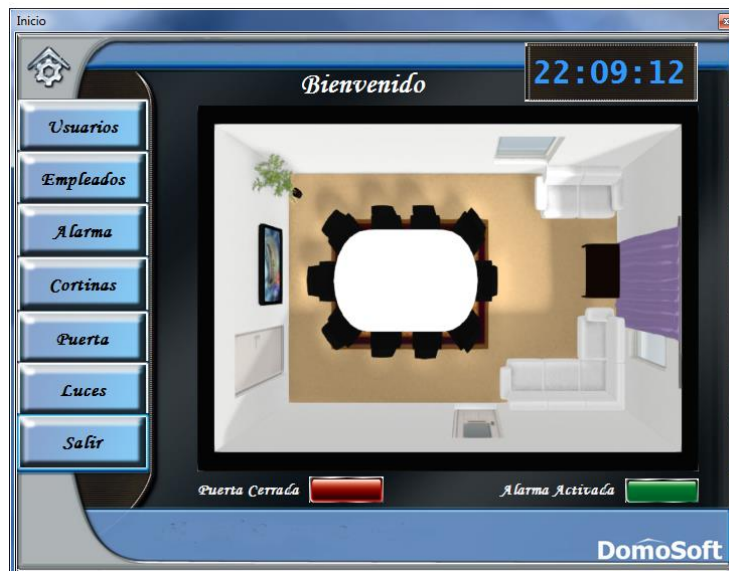 Inicio
22:09:12
Bienvenido
Usuarios
Empleados
Alarma
Cortinas
Puerta
Luces
Salir
Puerta Cerrada
Alarma Activada
DomoSoft